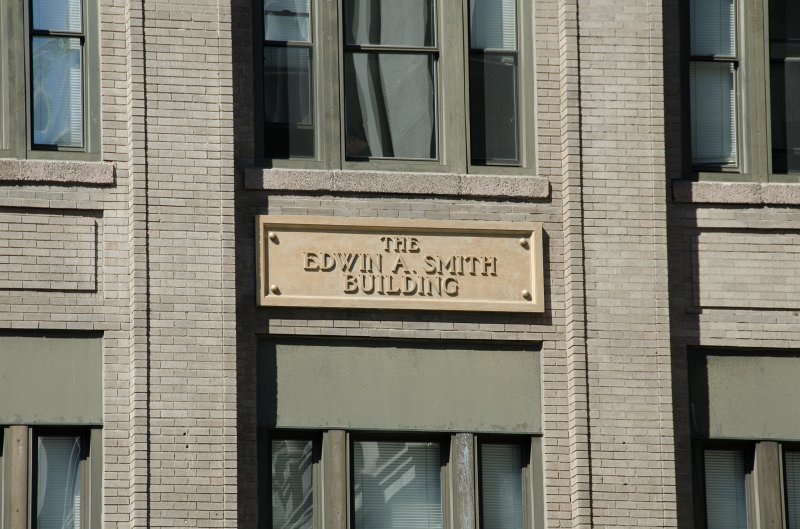 THE
EDWIN A. SMITH
BUILDING